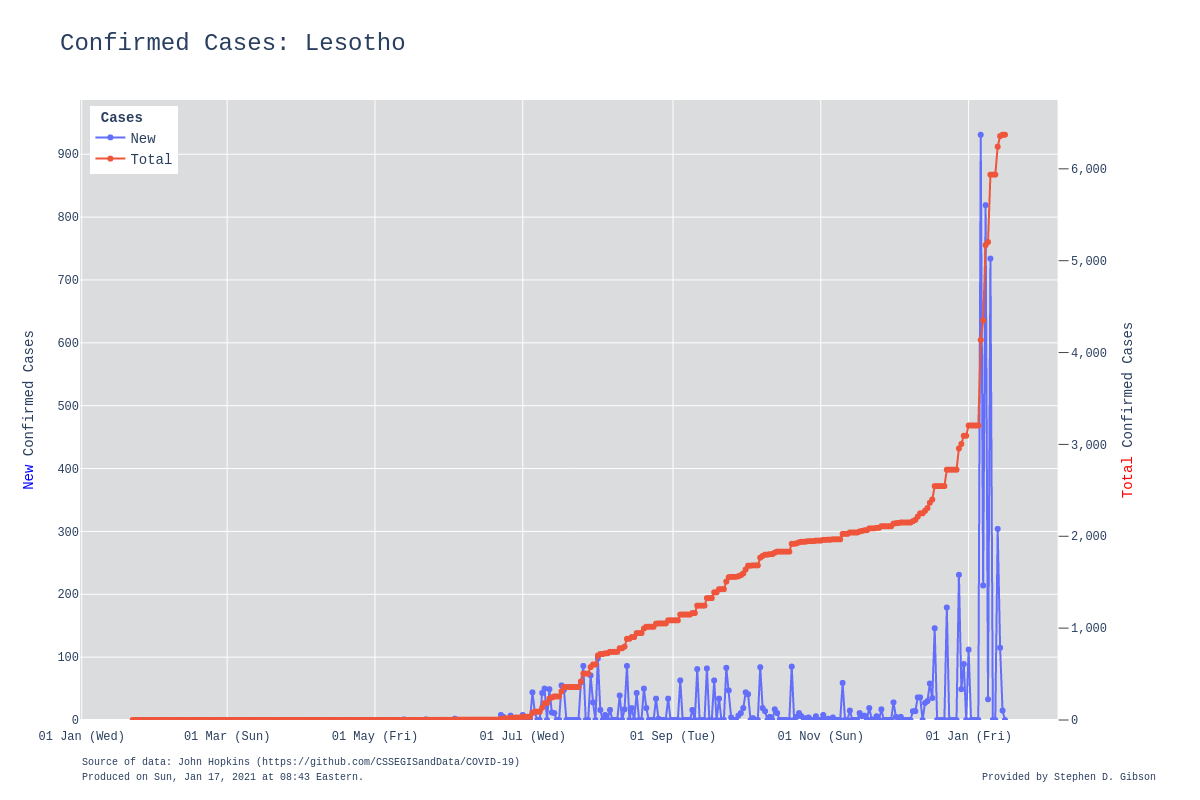 Confirmed Cases: Lesotho
Cases
New
Total
900
800
700
600
500
400
300
200
100
0
6,000
5,000
4,000
3,000
2,000
1,000
0
New Confirmed Cases
Total Confirmed Cases
01 Jan (Wed) 01 Mar (Sun) 01 May (Fri) 01 Jul (Wed) 01 Sep (Tue) 01 Nov (Sun) 01 Jan (Fri)
Source of data: John Hopkins (https://github.com/CSSEGISandData/COVID-19)
Produced on Sun, Jan 17, 2021 at 08:43 Eastern.
Provided by Stephen D. Gibson